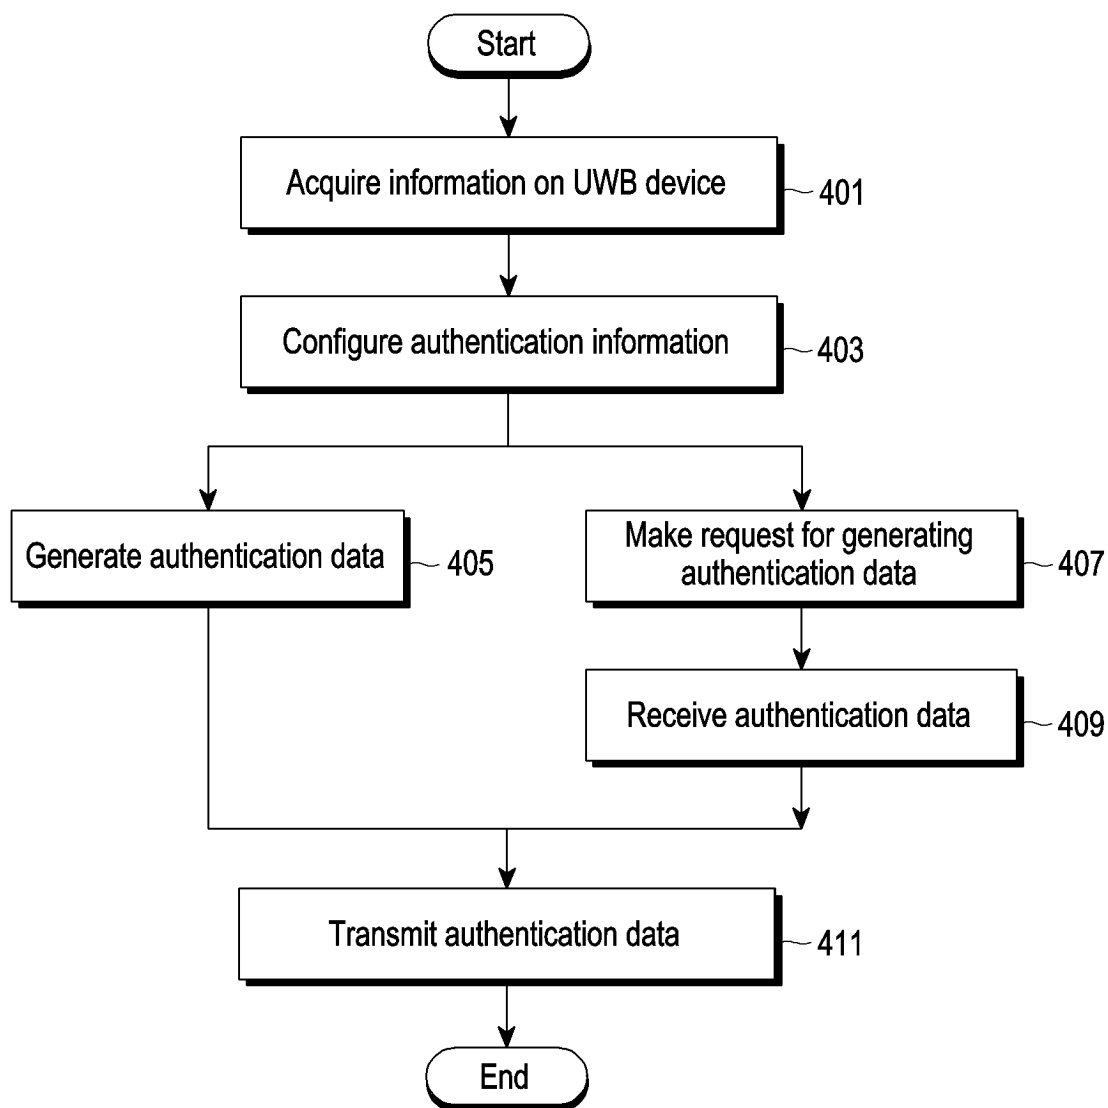 Start
Acquire information on UWB device
401
Configure authentication information
403
Generate authentication data
405
Make request for generating
authentication data
407
Receive authentication data
409
Transmit authentication data
411
End